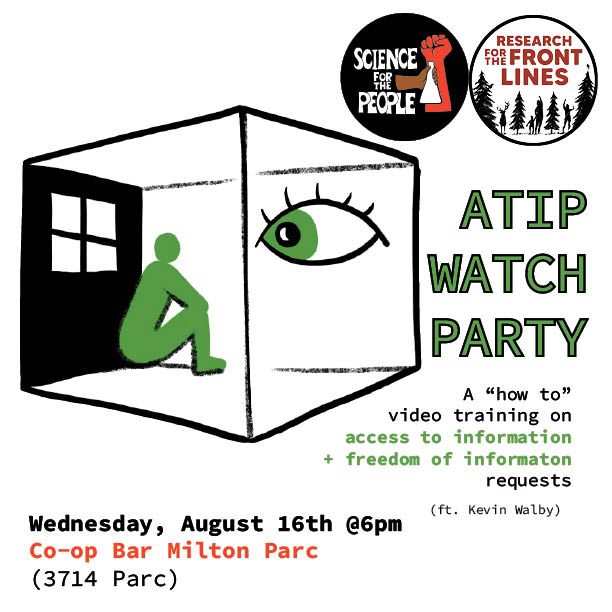 SCIENCE
FOR
THE
PEOPLE
RESEARCH
FOR THE FRONT
LINES
ATIP
WATCH
PARTY
A “how to”
video training on
access to information
+ freedom of informaton
requests
(ft. Kevin Walby)
Wednesday, August 16th @6pm
Co-op Bar Milton Parc
(3714 Parc)